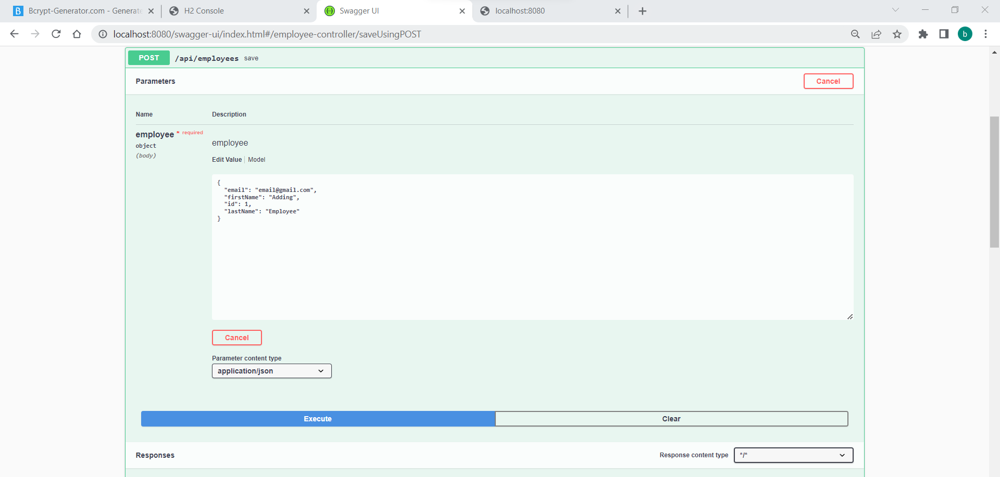 Bcrypt-Generator.com - Generate
H2 Console
Swagger UI
localhost:8080
localhost:8080/swagger-ui/index.html#/employee-controller/saveUsingPOST
b
POST /api/employees save
Parameters
Cancel
Name
Description
employee * required
object
(body)
employee
Edit Value | Model
{
"email": "email@gmail.com",
"firstName": "Adding",
"id": 1,
"lastName": "Employee"
}
Cancel
Parameter content type
application/json
Execute
Clear
Responses
Response content type
*/*